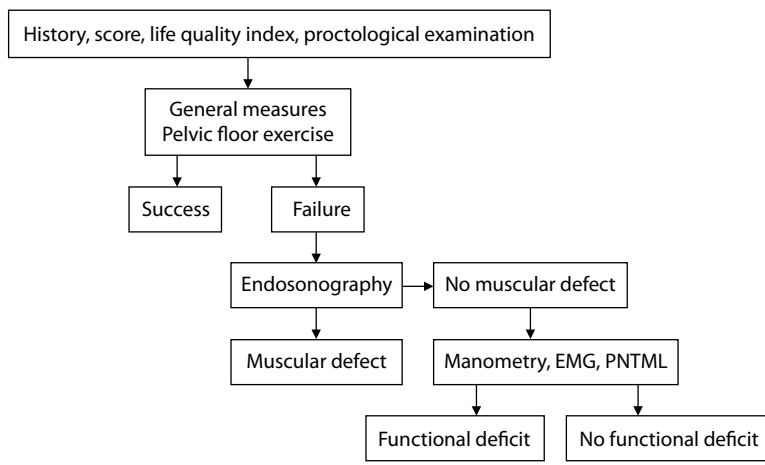 History, score, life quality index, proctological examination
General measures
Pelvic floor exercise
Success
Failure
Endosonography
No muscular defect
Muscular defect
Manometry, EMG, PNTML
Functional deficit
No functional deficit